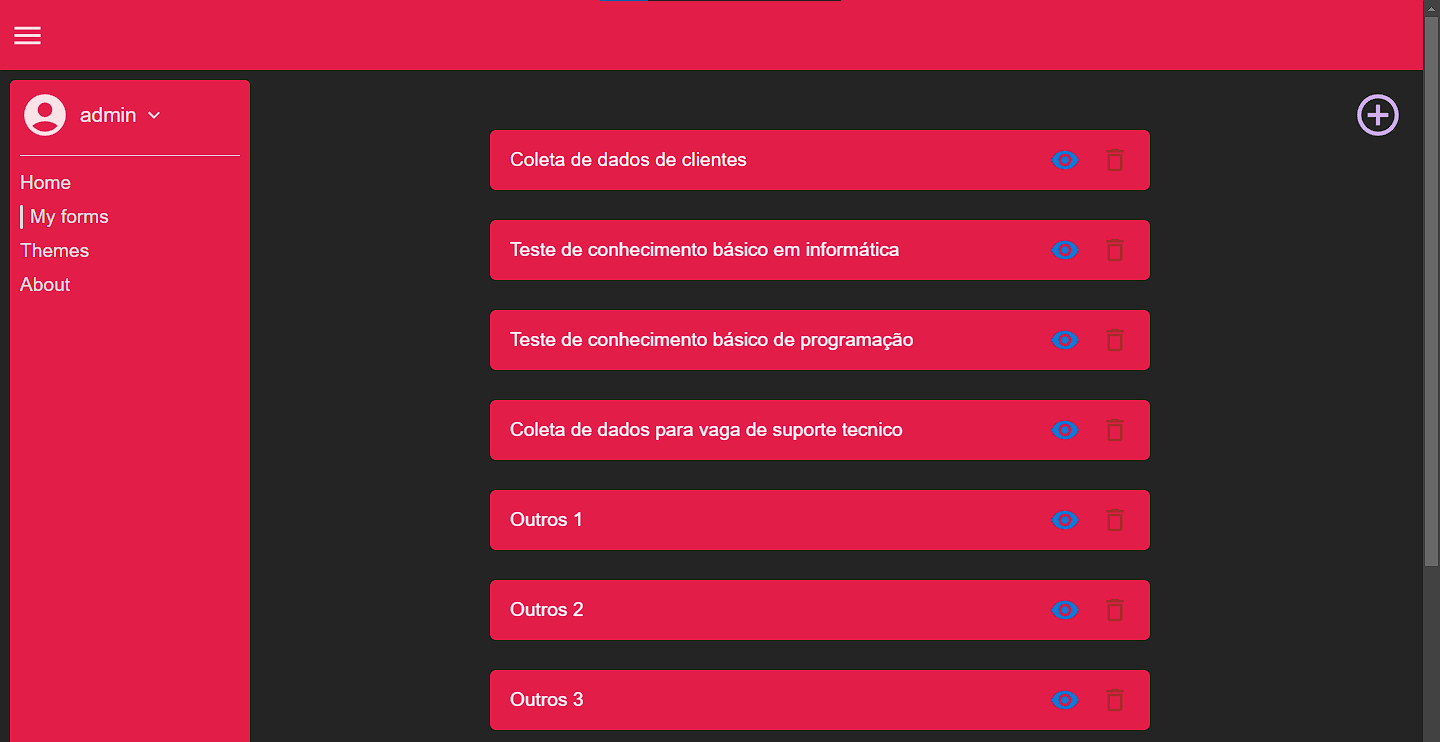 admin
Home
My forms
Themes
About
Coleta de dados de clientes
Teste de conhecimento básico em informática
Teste de conhecimento básico de programação
Coleta de dados para vaga de suporte tecnico
Outros 1
Outros 2
Outros 3